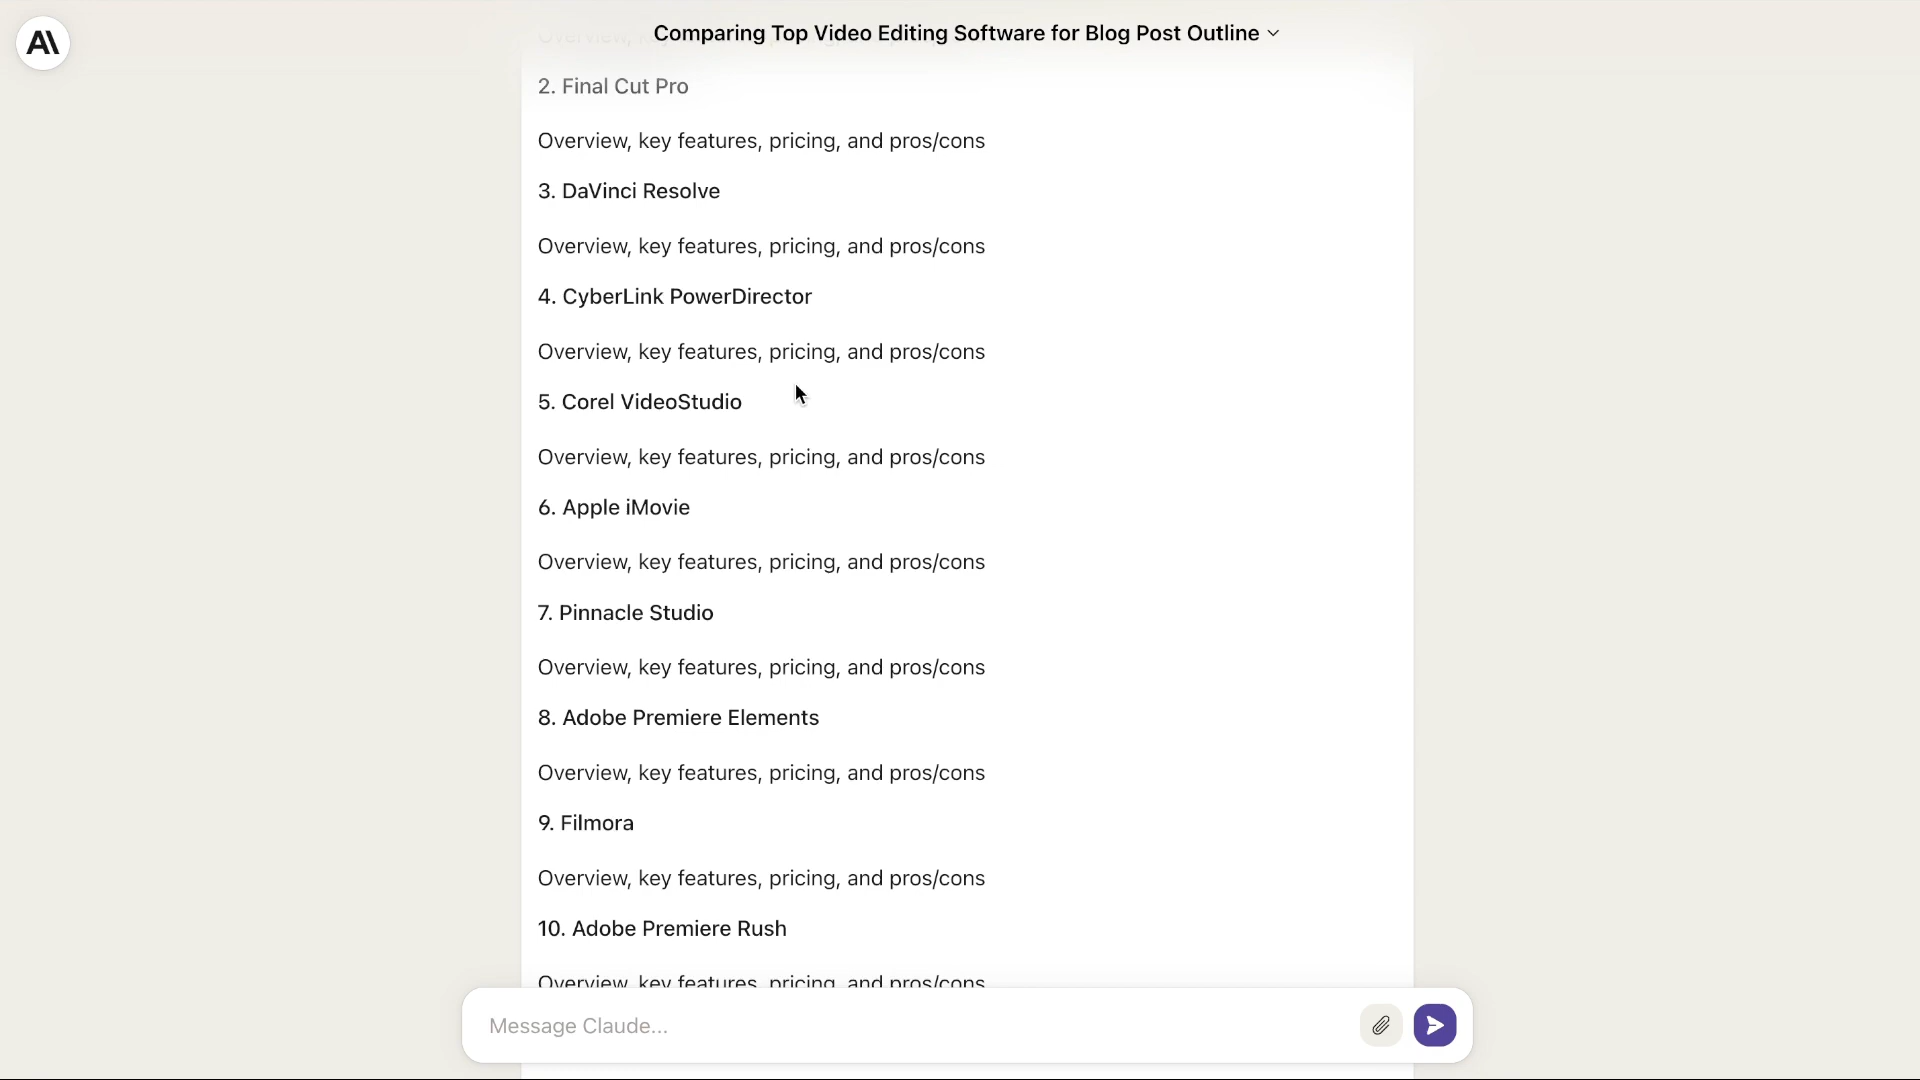 Comparing Top Video Editing Software for Blog Post Outline
2. Final Cut Pro
Overview, key features, pricing, and pros/cons
3. DaVinci Resolve
Overview, key features, pricing, and pros/cons
4. CyberLink PowerDirector
Overview, key features, pricing, and pros/cons
5. Corel VideoStudio
Overview, key features, pricing, and pros/cons
6. Apple iMovie
Overview, key features, pricing, and pros/cons
7. Pinnacle Studio
Overview, key features, pricing, and pros/cons
8. Adobe Premiere Elements
Overview, key features, pricing, and pros/cons
9. Filmora
Overview, key features, pricing, and pros/cons
10. Adobe Premiere Rush
Overview, key features, pricing, and pros/cons
Message Claude...